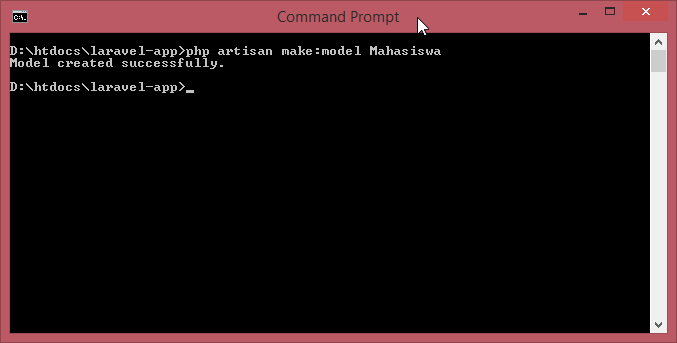 Command Prompt
D:\htdocs\laravel-app>php artisan make:model Mahasiswa
Model created successfully.
D:\htdocs\laravel-app>